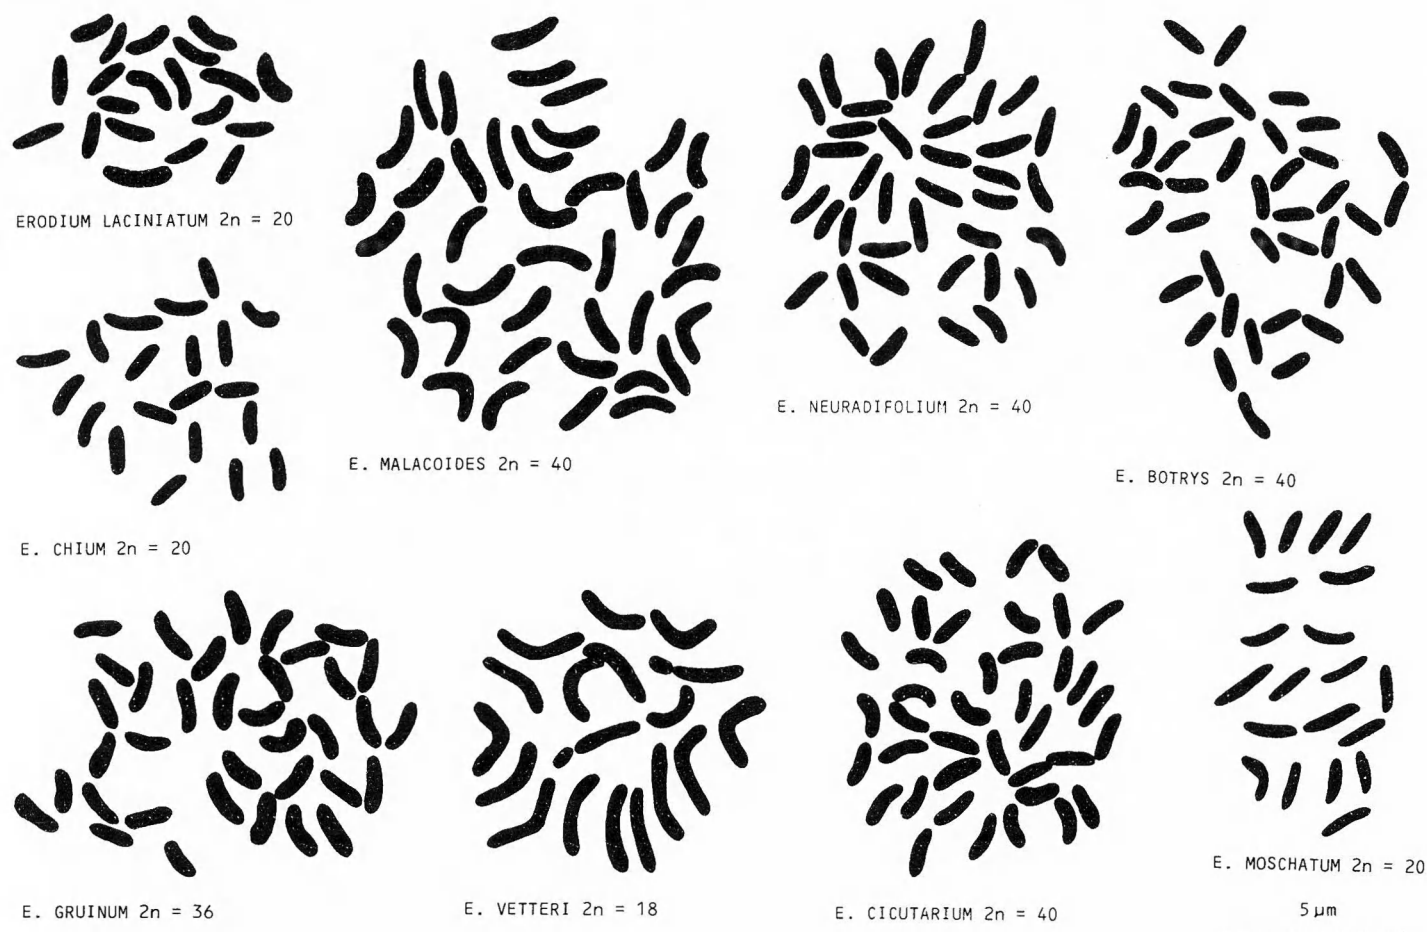 ERODIUM LACINIATUM 2n = 20
E. CHIUM 2n = 20
E. MALACOIDES 2n = 40
E. NEURADIFOLIUM 2n = 40
E. BOTRYS 2n = 40
E. GRUINUM 2n = 36
E. VETTERI 2n = 18
E. CICUTARIUM 2n = 40
E. MOSCHATUM 2n = 20
5 µm